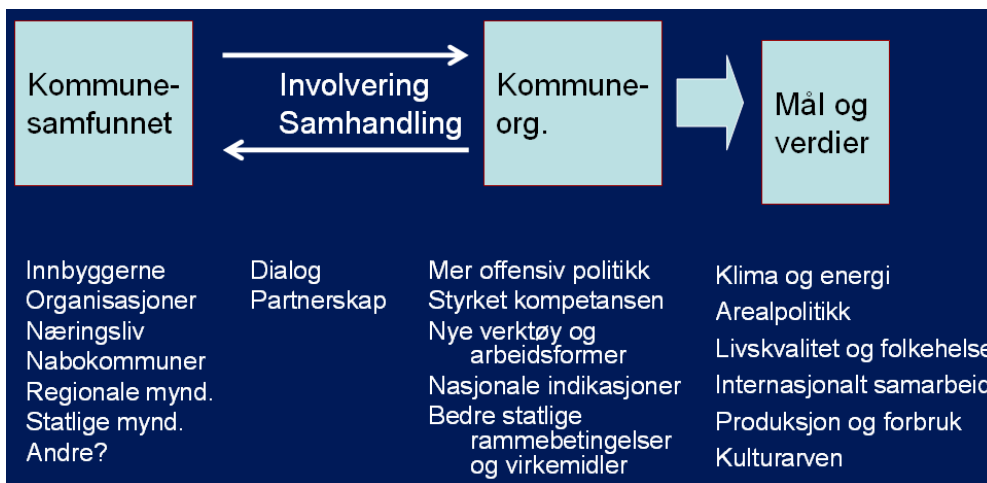 Kommune-
samfunnet
Involvering
Samhandling
Kommune-
org.
Mål og
verdier
Innbyggerne
Organisasjoner
Næringsliv
Nabokommuner
Regionale mynd.
Statlige mynd.
Andre?
Dialog
Partnerskap
Mer offensiv politikk
Styrket kompetansen
Nye verktøy og
arbeidsformer
Nasjonale indikasjoner
Bedre statlige
rammebetingelser
og virkemidler
Klima og energi
Arealpolitikk
Livskvalitet og folkehelse
Internasjonalt samarbeid
Produksjon og forbruk
Kulturarven